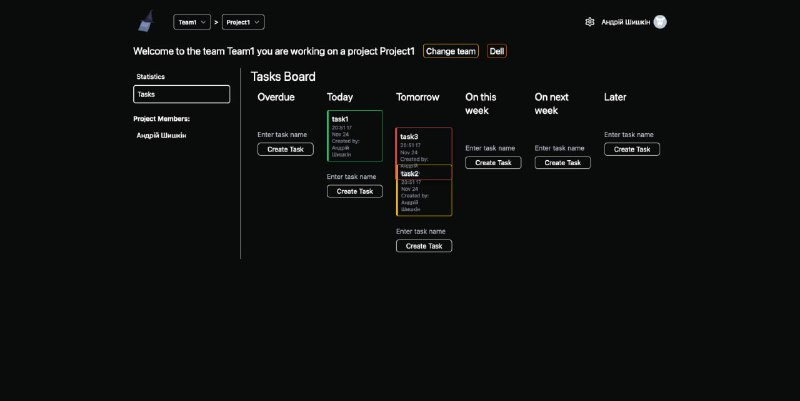 Team1 > Project1
Андрій Шишкін
Welcome to the team Team1 you are working on a project Project1 Change team Dell
Statistics
Tasks
Project Members:
Андрій Шишкін
Tasks Board
Overdue
Enter task name
Create Task
Today
task1
20:51 17
Nov 24
Created by:
Андрій
Шишкін
Enter task name
Create Task
Tomorrow
task3
20:51 17
Nov 24
Created by:
Андрій
task2
20:51 17
Nov 24
Created by:
Андрій
Шишкін
Enter task name
Create Task
On this
week
Enter task name
Create Task
On next
week
Enter task name
Create Task
Later
Enter task name
Create Task